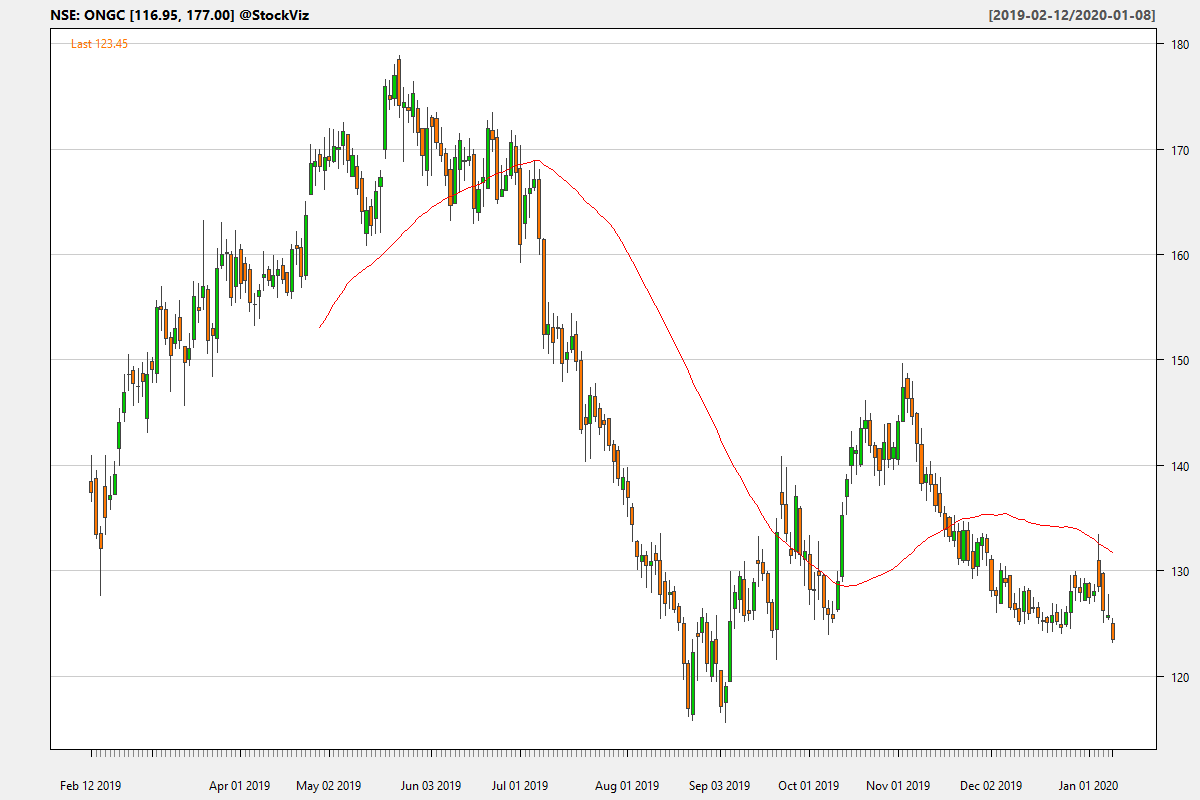 NSE: ONGC [116.95, 177.00] @StockViz [2019-02-12/2020-01-08]
Last 123.45
180
170
160
150
140
130
120
Feb 12 2019 Apr 01 2019 May 02 2019 Jun 03 2019 Jul 01 2019 Aug 01 2019 Sep 03 2019 Oct 01 2019 Nov 01 2019 Dec 02 2019 Jan 01 2020